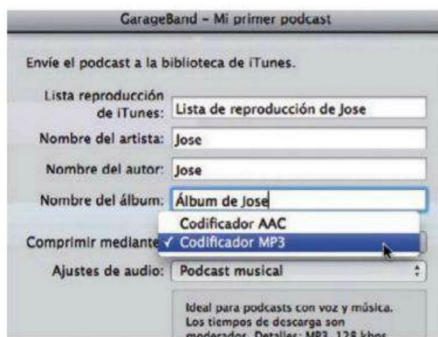 GarageBand – Mi primer podcast
Envíe el podcast a la biblioteca de iTunes.
Lista reproducción
de iTunes: Lista de reproducción de Jose
Nombre del artista: Jose
Nombre del autor: Jose
Nombre del álbum: Álbum de Jose
Codificador AAC
Comprimir mediante ✓ Codificador MP3
Ajustes de audio: Podcast musical
Ideal para podcasts con voz y música.
Los tiempos de descarga son
moderados. Detalles: MP3, 128 kbps